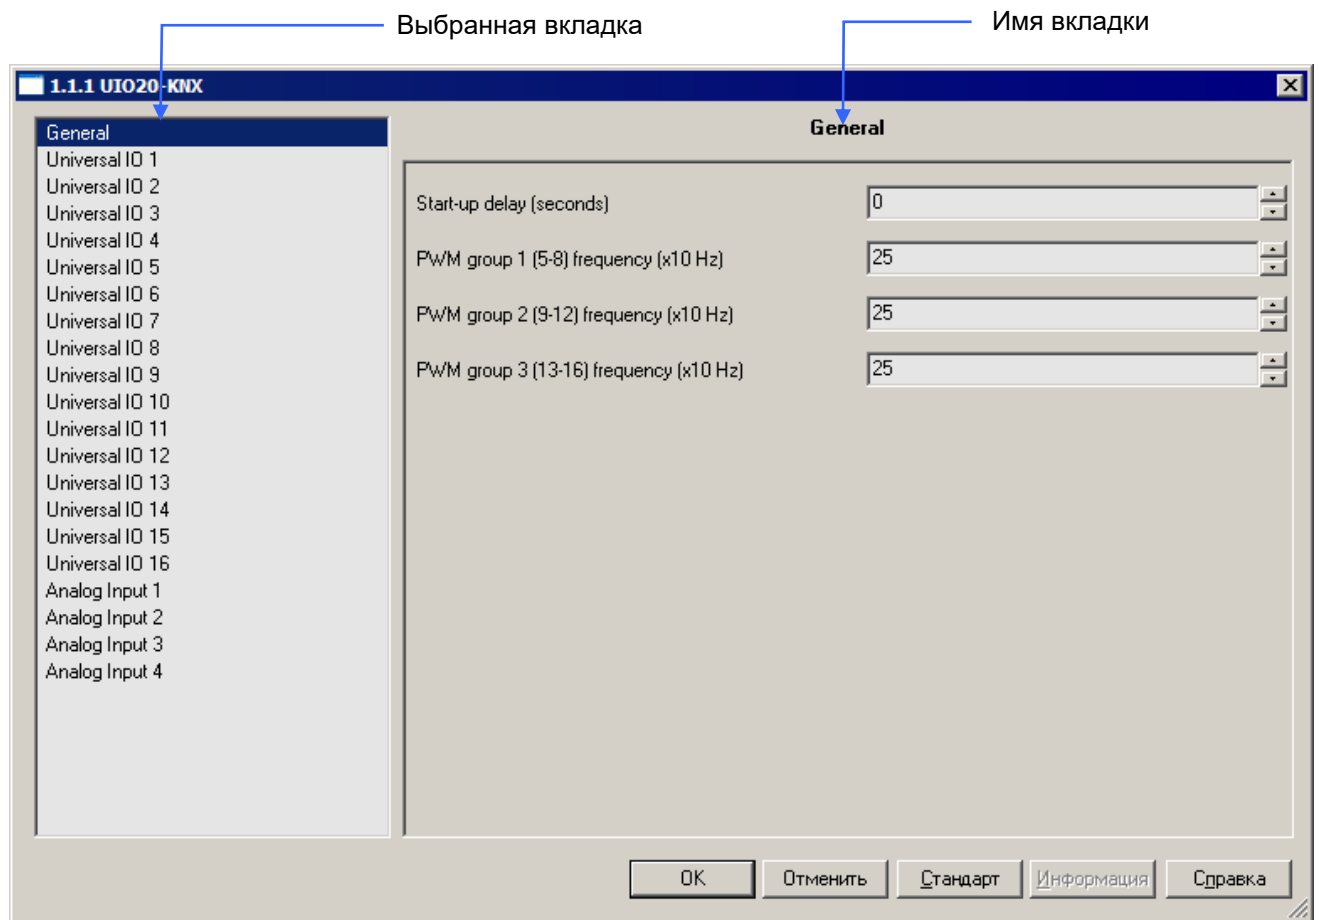 Выбранная вкладка
Имя вкладки
1.1.1 UIO20-KNX
General
Universal IO 1
Universal IO 2
Universal IO 3
Universal IO 4
Universal IO 5
Universal IO 6
Universal IO 7
Universal IO 8
Universal IO 9
Universal IO 10
Universal IO 11
Universal IO 12
Universal IO 13
Universal IO 14
Universal IO 15
Universal IO 16
Analog Input 1
Analog Input 2
Analog Input 3
Analog Input 4
General
Start-up delay (seconds) 0
PWM group 1 (5-8) frequency (x10 Hz) 25
PWM group 2 (9-12) frequency (x10 Hz) 25
PWM group 3 (13-16) frequency (x10 Hz) 25
OK Отменить Стандарт Информация Справка